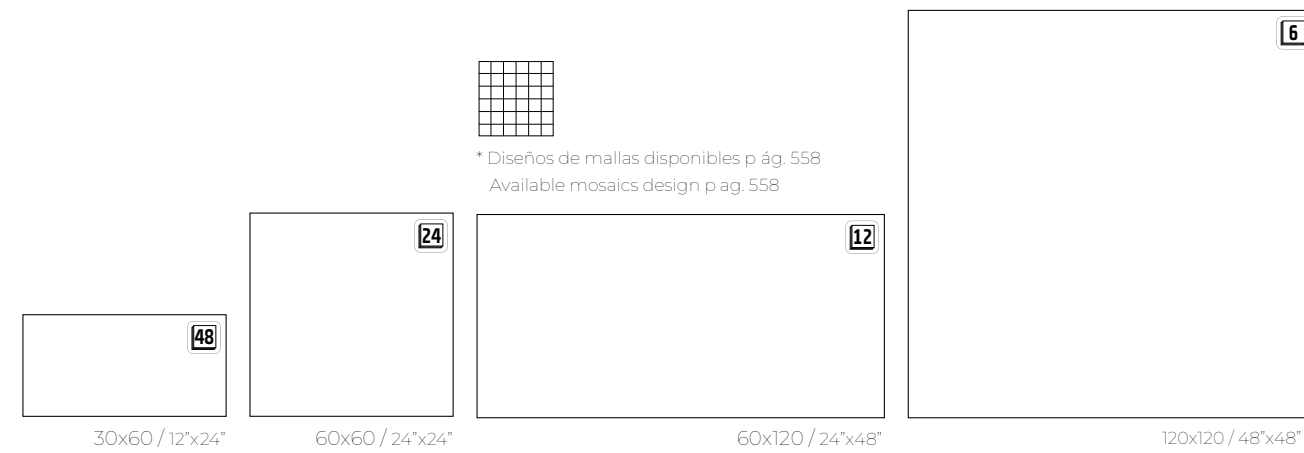 6
* Diseños de mallas disponibles p ág. 558
Available mosaics design p ag. 558
24
12
48
30x60 / 12”x24”
60x60 / 24”x24”
60x120 / 24”x48”
120x120 / 48”x48”